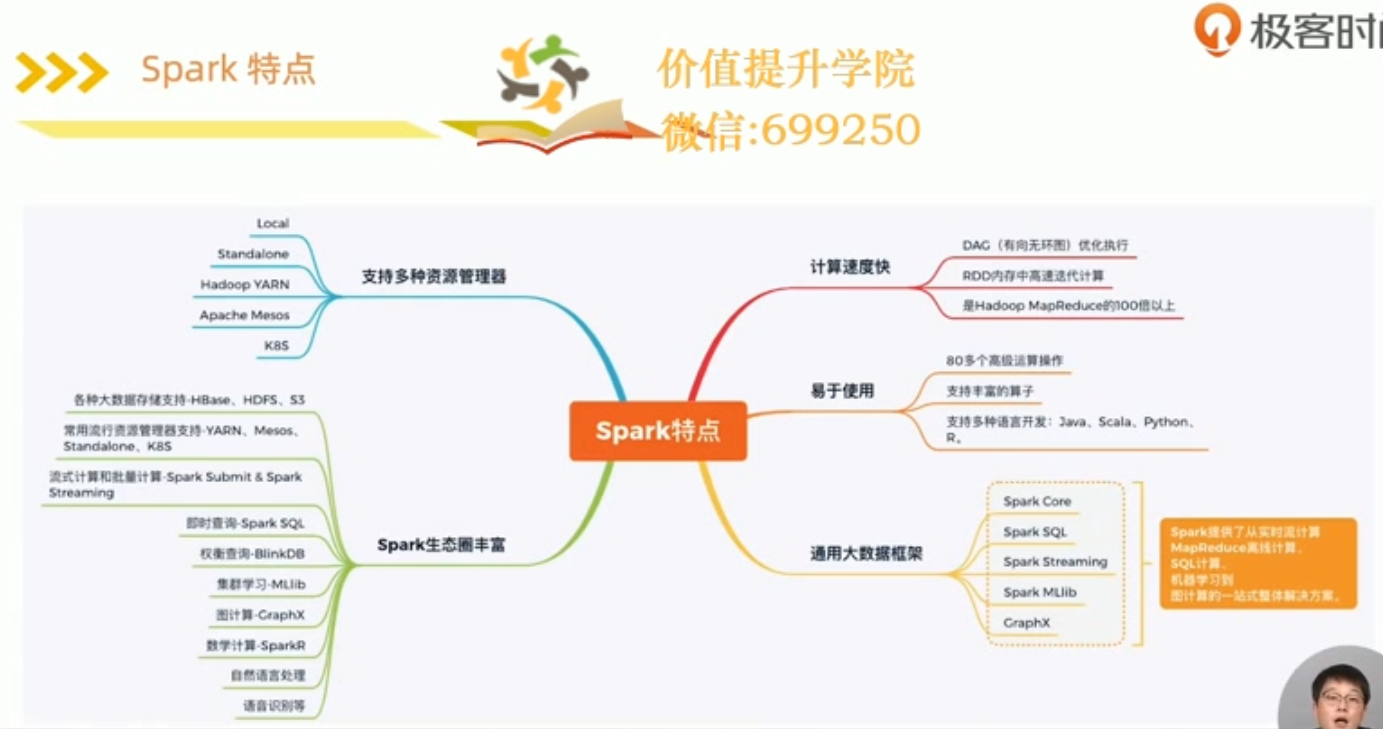 Spark 特点
价值提升学院
微信:699250
极客时
Local
Standalone
Hadoop YARN
Apache Mesos
K8S
支持多种资源管理器
各种大数据存储支持-HBase、HDFS、S3
常用流行资源管理器支持-YARN、Mesos、
Standalone、K8S
流式计算和批量计算-Spark Submit & Spark
Streaming
即时查询-Spark SQL
权衡查询-BlinkDB
集群学习-MLlib
图计算-GraphX
数学计算-SparkR
自然语言处理
语音识别等
Spark生态圈丰富
Spark特点
计算速度快
DAG（有向无环图）优化执行
RDD内存中高速迭代计算
是Hadoop MapReduce的100倍以上
易于使用
80多个高级运算操作
支持丰富的算子
支持多种语言开发：Java、Scala、Python、
R。
通用大数据框架
Spark Core
Spark SQL
Spark Streaming
Spark MLlib
GraphX
Spark提供了从实时流计算
MapReduce离线计算、
SQL计算、
机器学习到
图计算的一站式整体解决方案。